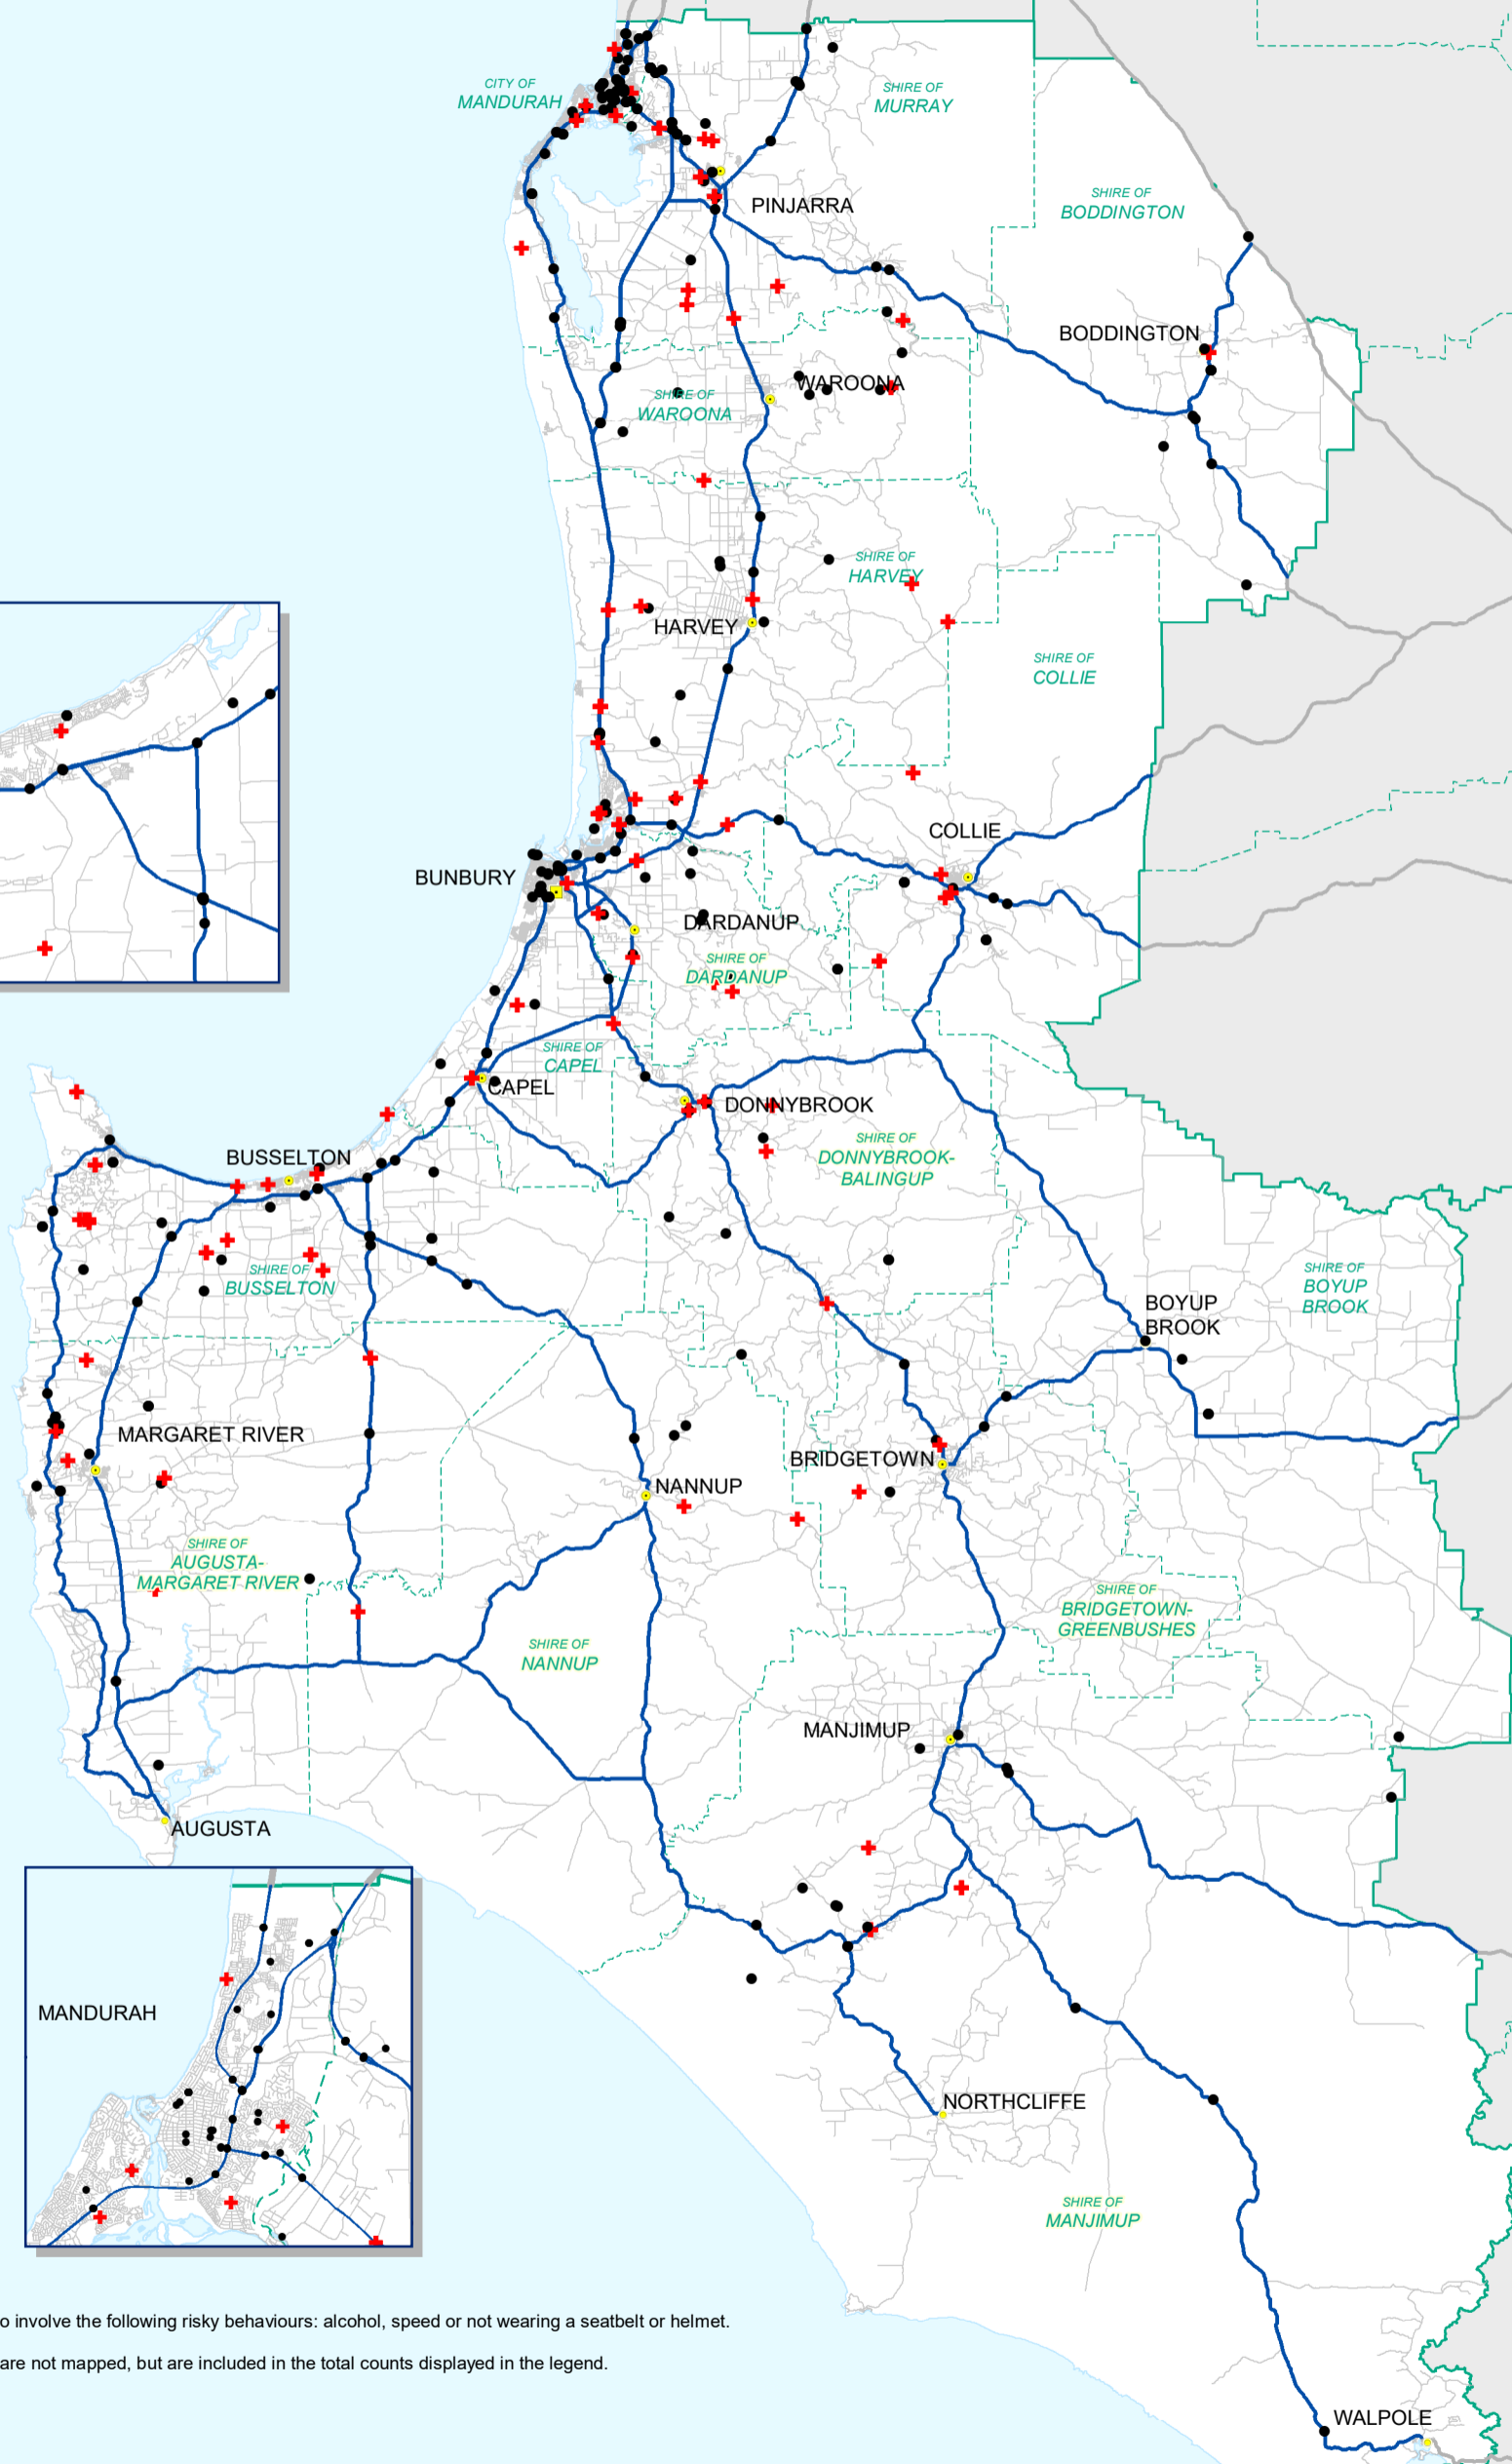 CITY OF
MANDURAH
SHIRE OF
MURRAY
PINJARRA
SHIRE OF
BODDINGTON
BODDINGTON
WAROONA
SHIRE OF
WAROONA
SHIRE OF
HARVEY
HARVEY
SHIRE OF
COLLIE
COLLIE
BUNBURY
DARDANUP
SHIRE OF
DARDANUP
SHIRE OF
CAPEL
CAPEL
DONNYBROOK
SHIRE OF
DONNYBROOK-
BALINGUP
BUSSELTON
SHIRE OF
BUSSELTON
SHIRE OF
BOYUP
BROOK
BOYUP
BROOK
MARGARET RIVER
BRIDGETOWN
NANNUP
SHIRE OF
AUGUSTA-
MARGARET RIVER
SHIRE OF
BRIDGETOWN-
GREENBUSHES
SHIRE OF
NANNUP
MANJIMUP
AUGUSTA
MANDURAH
NORTHCLIFFE
SHIRE OF
MANJIMUP
o involve the following risky behaviours: alcohol, speed or not wearing a seatbelt or helmet.
are not mapped, but are included in the total counts displayed in the legend.
WALPOLE